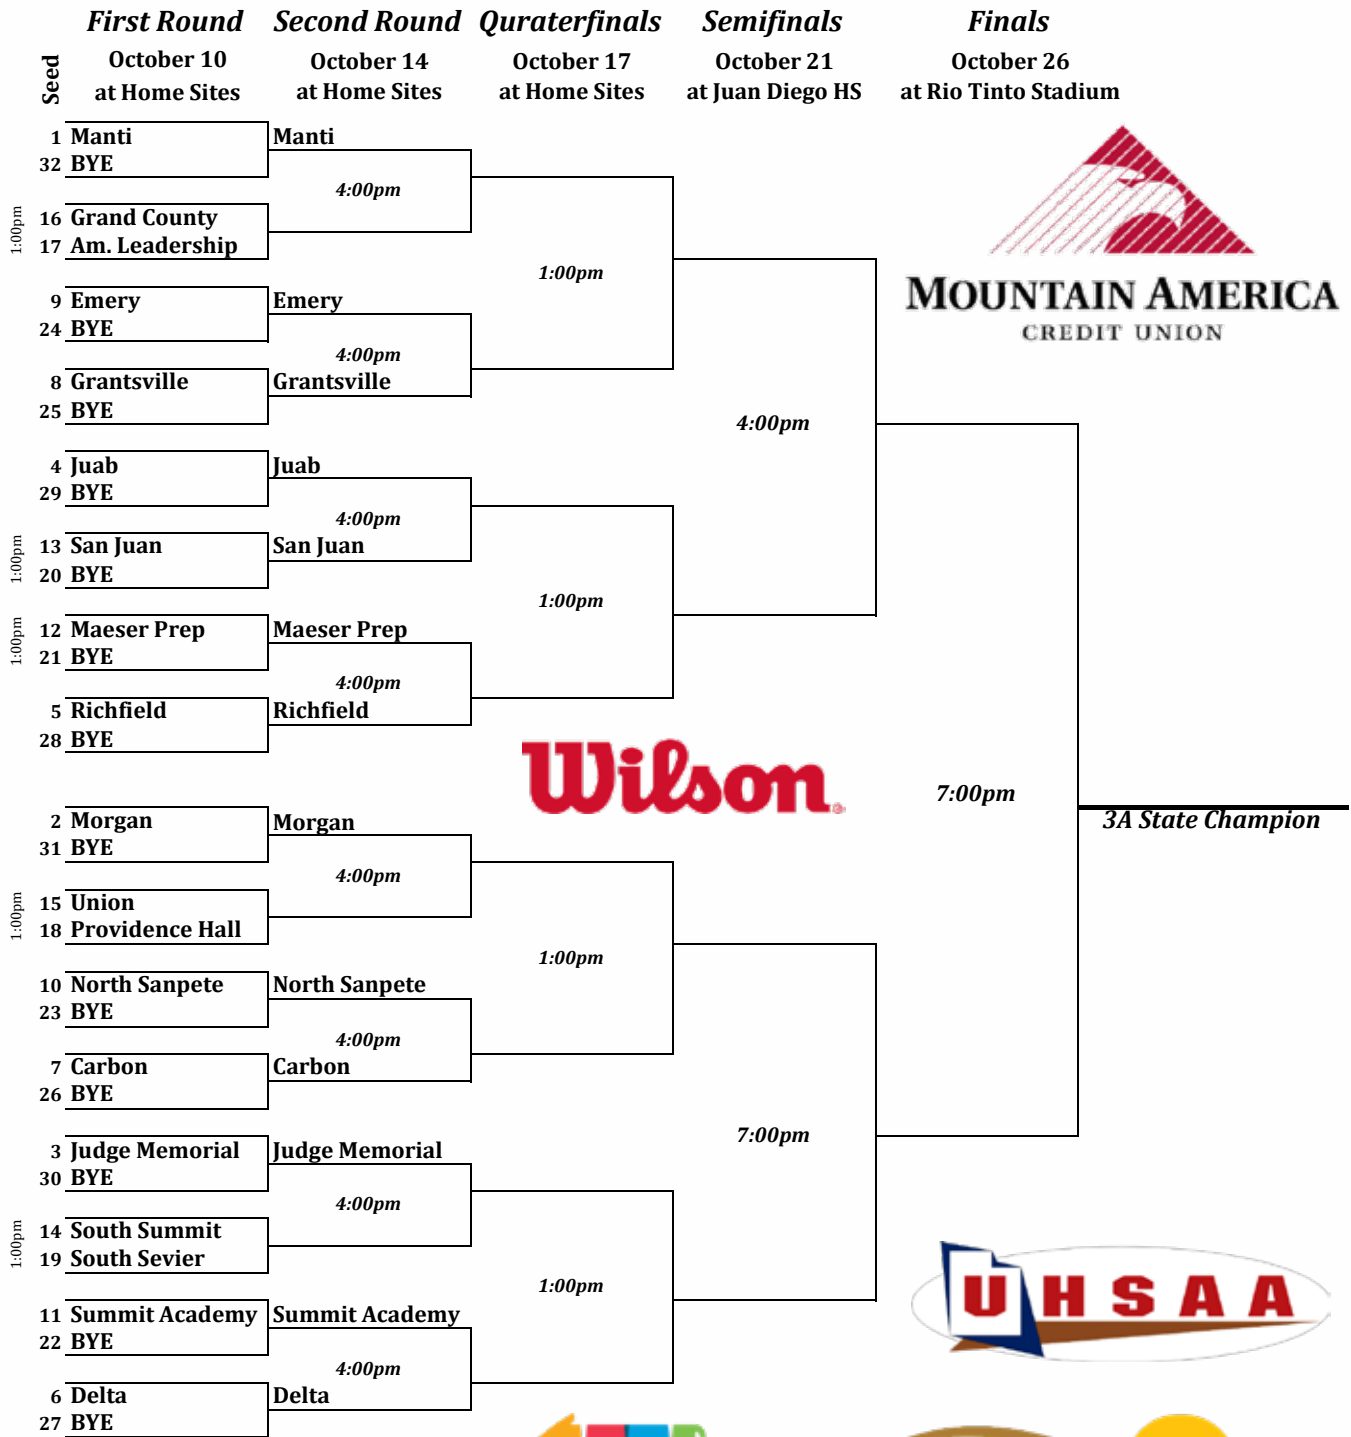 First Round Second Round Quraterfinals Semifinals Finals
October 10 October 14 October 17 October 21 October 26
Seed
at Home Sites at Home Sites at Home Sites at Juan Diego HS at Rio Tinto Stadium
1 Manti Manti
32 BYE
4:00pm
1:00pm
16 Grand County
17 Am. Leadership
1:00pm
MOUNTAIN AMERICA
CREDIT UNION
9 Emery Emery
24 BYE
4:00pm
8 Grantsville Grantsville
25 BYE
4:00pm
4 Juab Juab
29 BYE
4:00pm
1:00pm
13 San Juan San Juan
20 BYE
1:00pm
1:00pm
12 Maeser Prep Maeser Prep
21 BYE
4:00pm
5 Richfield Richfield
28 BYE
Wilson
7:00pm
3A State Champion
2 Morgan Morgan
31 BYE
4:00pm
1:00pm
15 Union
18 Providence Hall
1:00pm
10 North Sanpete North Sanpete
23 BYE
4:00pm
7 Carbon Carbon
26 BYE
7:00pm
3 Judge Memorial Judge Memorial
30 BYE
4:00pm
1:00pm
14 South Summit
19 South Sevier
1:00pm
UHSAA
11 Summit Academy Summit Academy
22 BYE
4:00pm
6 Delta Delta
27 BYE